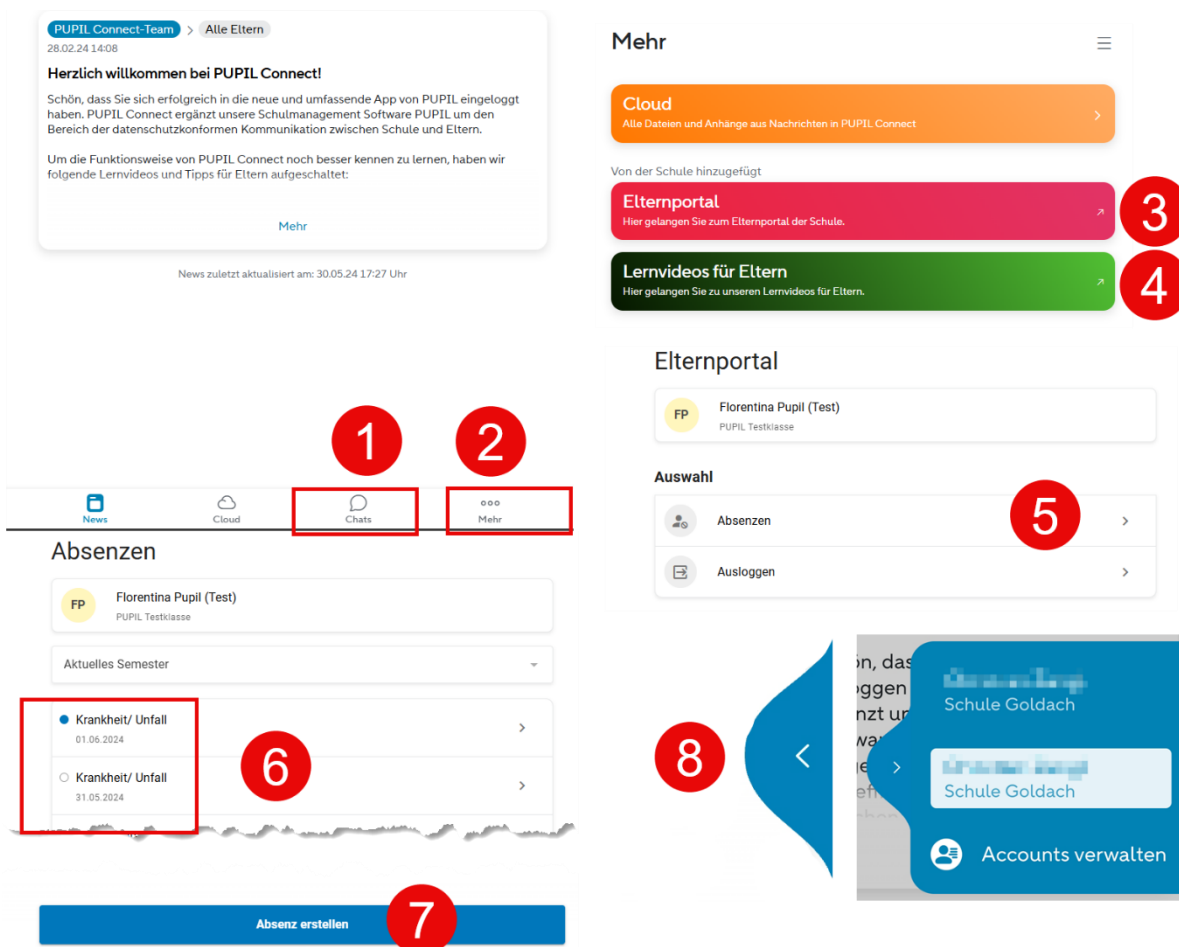 PUPIL Connect-Team > Alle Eltern
28.02.24 14:08
Herzlich willkommen bei PUPIL Connect!
Schön, dass Sie sich erfolgreich in die neue und umfassende App von PUPIL eingeloggt
haben. PUPIL Connect ergänzt unsere Schulmanagement Software PUPIL um den
Bereich der datenschutzkonformen Kommunikation zwischen Schule und Eltern.
Um die Funktionsweise von PUPIL Connect noch besser kennen zu lernen, haben wir
folgende Lernvideos und Tipps für Eltern aufgeschaltet:
Mehr
News zuletzt aktualisiert am: 30.05.24 17:27 Uhr
1
2
News
Cloud
Chats
Mehr
Mehr
Cloud
Alle Dateien und Anhänge aus Nachrichten in PUPIL Connect
Von der Schule hinzugefügt
Elternportal
Hier gelangen Sie zum Elternportal der Schule.
3
Lernvideos für Eltern
Hier gelangen Sie zu unseren Lernvideos für Eltern.
4
Elternportal
FP
Florentina Pupil (Test)
PUPIL Testklasse
Auswahl
Absenzen
5
Ausloggen
Absenzen
FP
Florentina Pupil (Test)
PUPIL Testklasse
Aktuelles Semester
Krankheit/ Unfall
01.06.2024
6
Krankheit/ Unfall
31.05.2024
Absenz erstellen
7
8
ön, das
oggen
nzt ur
Schule Goldach
Schule Goldach
Accounts verwalten